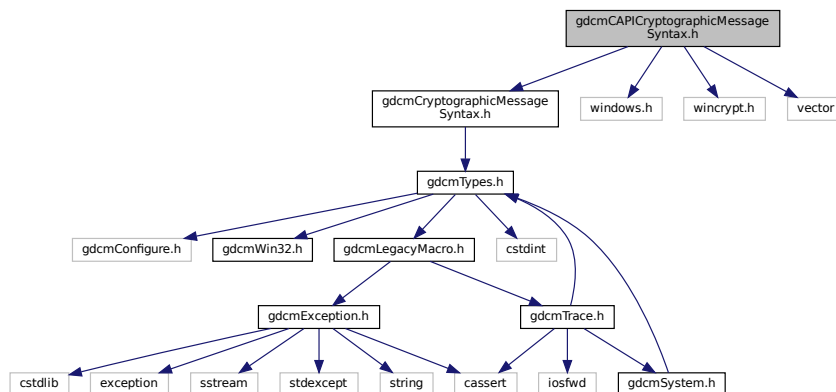 gdcmCAPICryptographicMessage
Syntax.h
gdcmCryptographicMessage
Syntax.h
windows.h
wincrypt.h
vector
gdcmTypes.h
gdcmConfigure.h
gdcmWin32.h
gdcmLegacyMacro.h
cstdint
gdcmException.h
gdcmTrace.h
cstdlib
exception
sstream
stdexcept
string
cassert
iosfwd
gdcmSystem.h